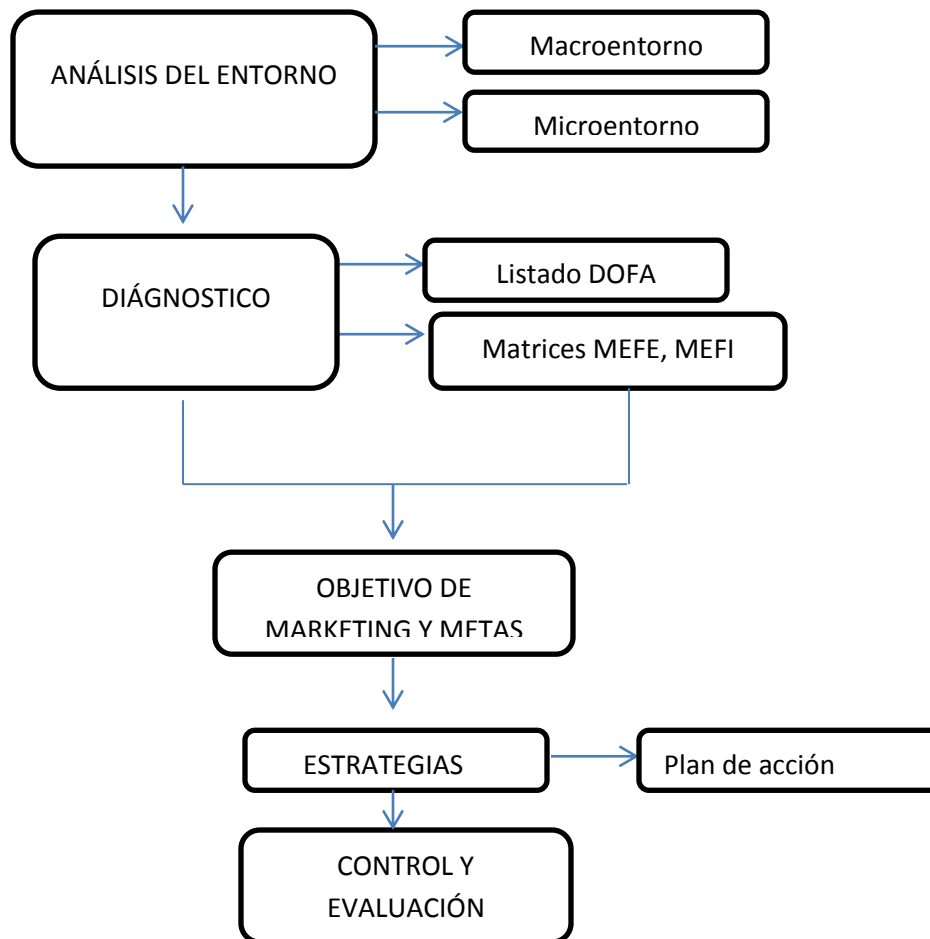 ANÁLISIS DEL ENTORNO
Macroentorno
Microentorno
DIÁGNOSTICO
Listado DOFA
Matrices MEFE, MEFI
OBJETIVO DE
MARKETING Y METAS
ESTRATEGIAS
Plan de acción
CONTROL Y
EVALUACIÓN